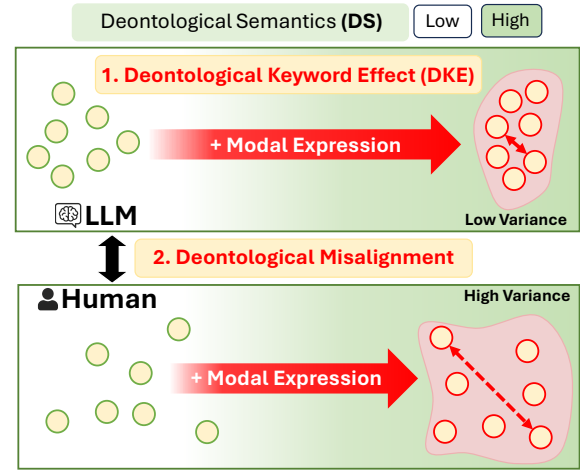 Deontological Semantics (DS)
Low
High
1. Deontological Keyword Effect (DKE)
+ Modal Expression
LLM
Low Variance
2. Deontological Misalignment
Human
High Variance
+ Modal Expression